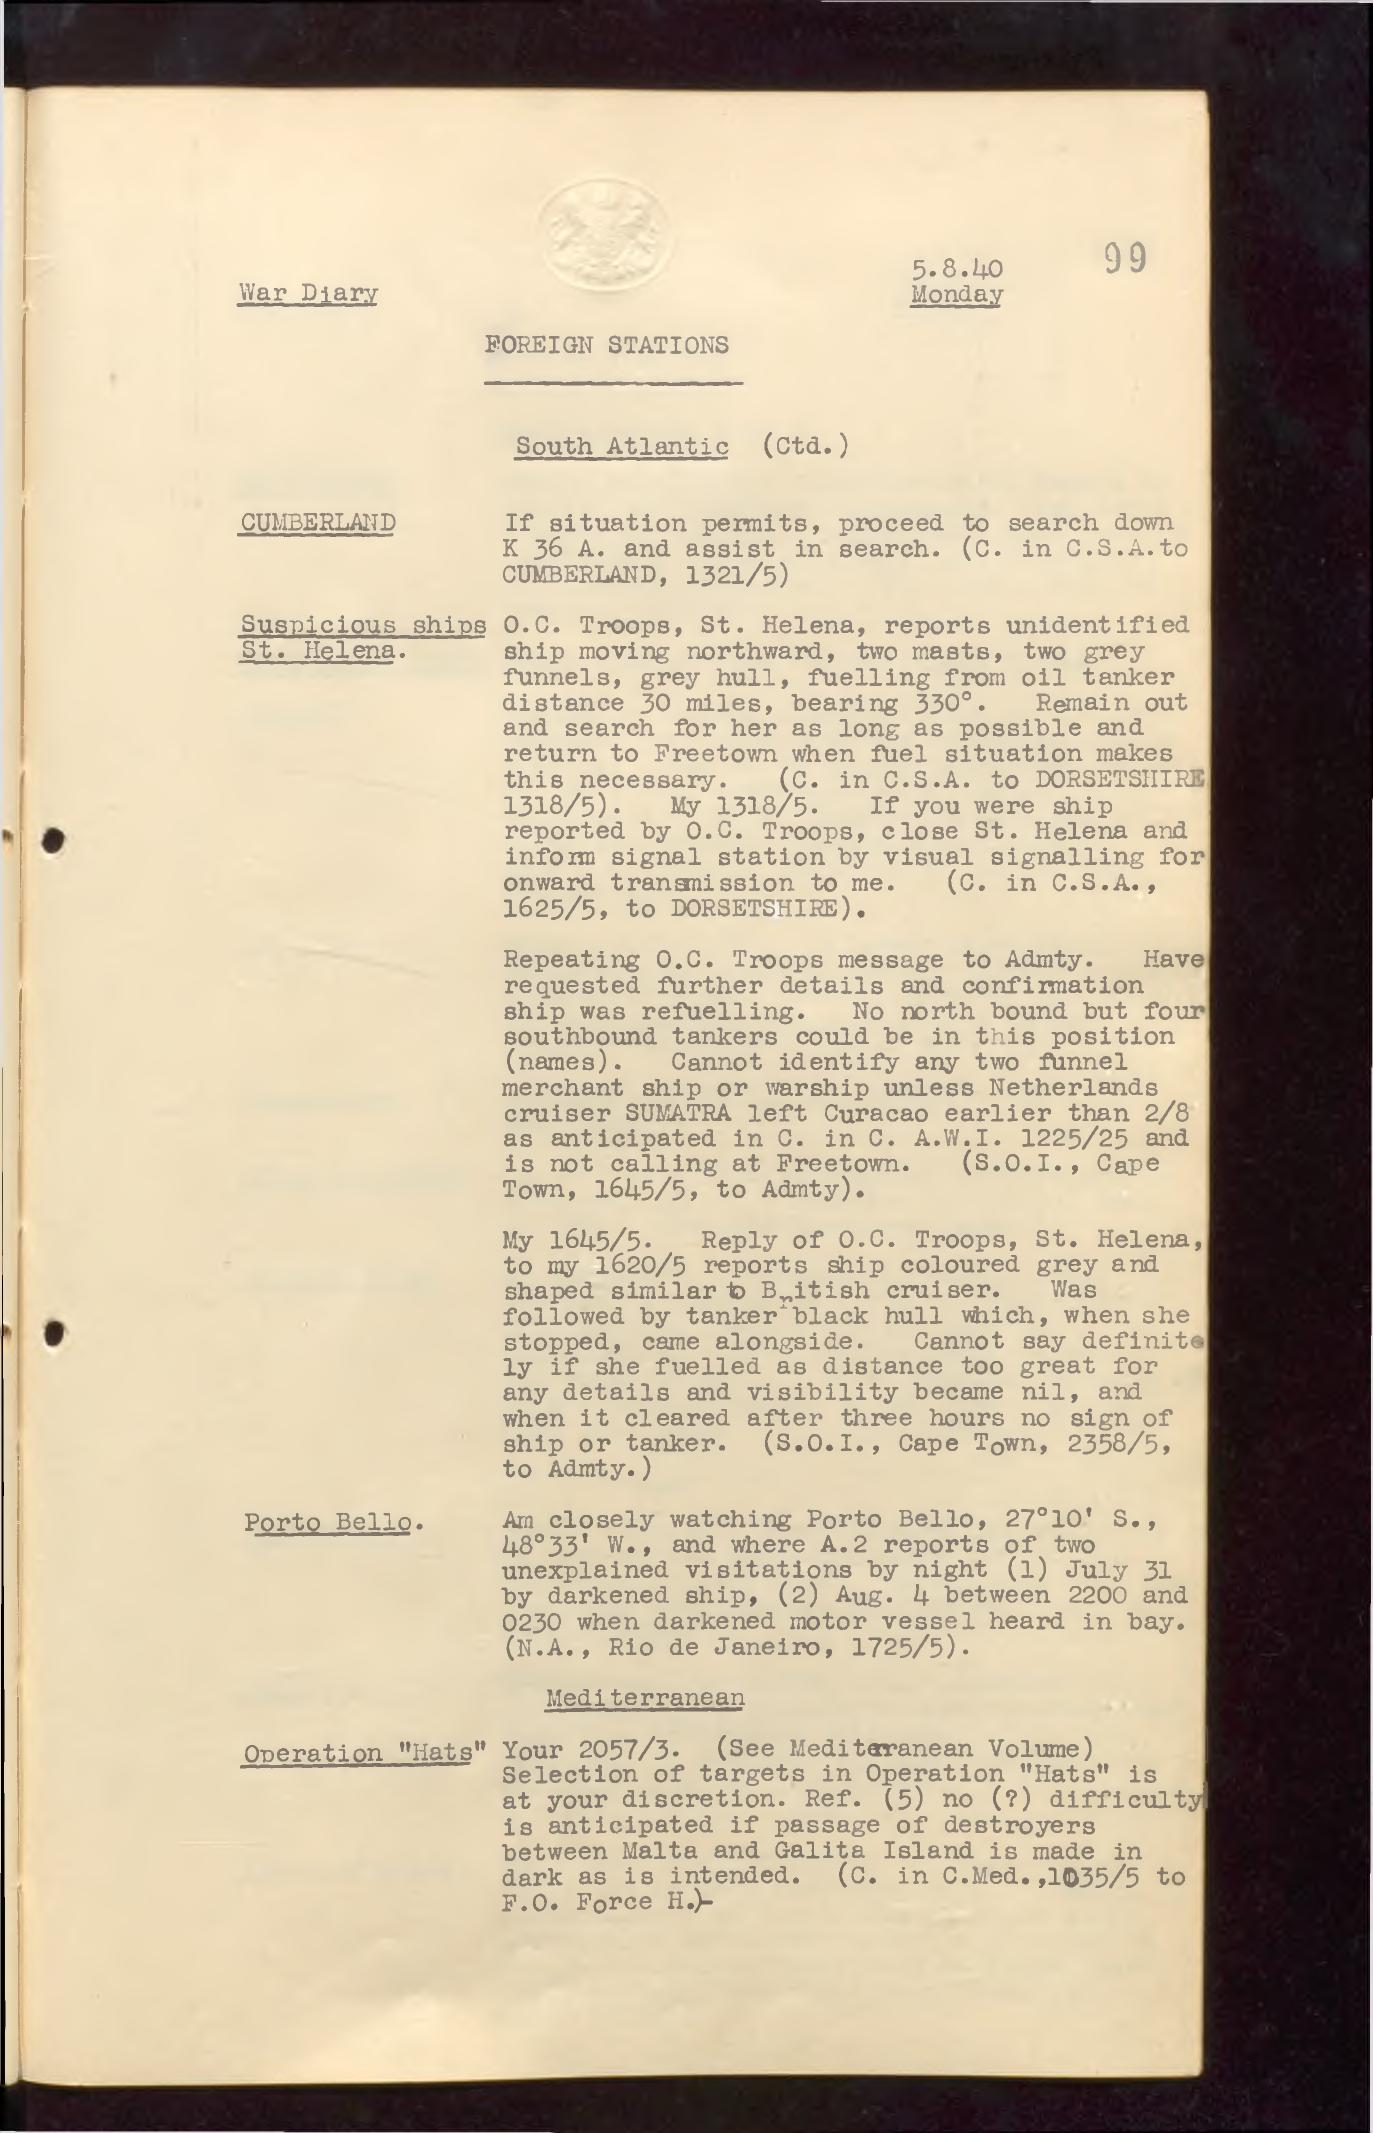 99
5.8.40
War Diary Monday
FOREIGN STATIONS
South Atlantic (Ctd.)
CUMBERLAND If situation permits, proceed to search down
K 36 A. and assist in search. (C. in C.S.A. to
CUMBERLAND, 1321/5)
Suspicious ships O.C. Troops, St. Helena, reports unidentified
St. Helena. ship moving northward, two masts, two grey
funnels, grey hull, fuelling from oil tanker
distance 30 miles, bearing 330°. Remain out
and search for her as long as possible and
return to Freetown when fuel situation makes
this necessary. (C. in C.S.A. to DORSETSHIRE
1318/5). My 1318/5. If you were ship
reported by O.C. Troops, close St. Helena and
inform signal station by visual signalling for
onward transmission to me. (C. in C.S.A.,
1625/5, to DORSETSHIRE).
Repeating O.C. Troops message to Admty. Have
requested further details and confirmation
ship was refuelling. No north bound but four
southbound tankers could be in this position
(names). Cannot identify any two funnel
merchant ship or warship unless Netherlands
cruiser SUMATRA left Curacao earlier than 2/8
as anticipated in C. in C. A.W.I. 1225/25 and
is not calling at Freetown. (S.O.I., Cape
Town, 1645/5, to Admty).
My 1645/5. Reply of O.C. Troops, St. Helena,
to my 1620/5 reports ship coloured grey and
shaped similar to British cruiser. Was
followed by tanker black hull which, when she
stopped, came alongside. Cannot say definite
ly if she fuelled as distance too great for
any details and visibility became nil, and
when it cleared after three hours no sign of
ship or tanker. (S.O.I., Cape Town, 2358/5,
to Admty.)
Porto Bello. Am closely watching Porto Bello, 27°10' S.,
48°33' W., and where A.2 reports of two
unexplained visitations by night (1) July 31
by darkened ship, (2) Aug. 4 between 2200 and
0230 when darkened motor vessel heard in bay.
(N.A., Rio de Janeiro, 1725/5).
Mediterranean
Operation "Hats" Your 2057/3. (See Mediterranean Volume)
Selection of targets in Operation "Hats" is
at your discretion. Ref. (5) no (?) difficulty
is anticipated if passage of destroyers
between Malta and Galita Island is made in
dark as is intended. (C. in C.Med.,1035/5 to
F.O. Force H.)-